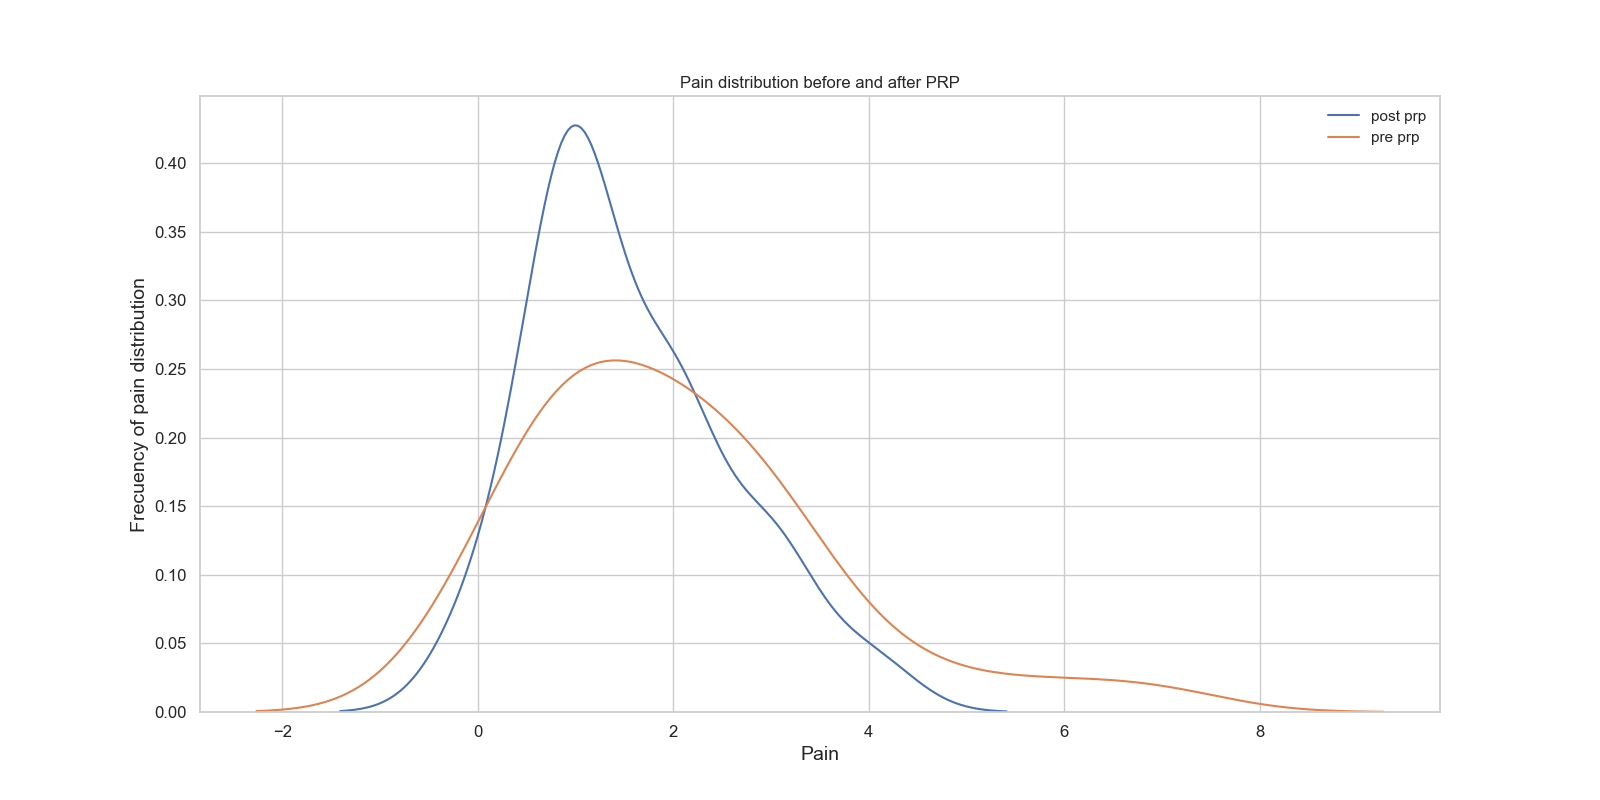 Pain distribution before and after PRP
post prp
pre prp
Frecuency of pain distribution
0.40
0.35
0.30
0.25
0.20
0.15
0.10
0.05
0.00
−2 0 2 4 6 8
Pain